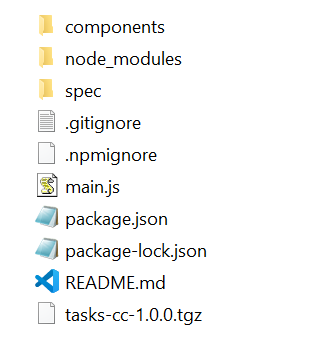 components
node_modules
spec
.gitignore
.npmignore
main.js
package.json
package-lock.json
README.md
tasks-cc-1.0.0.tgz